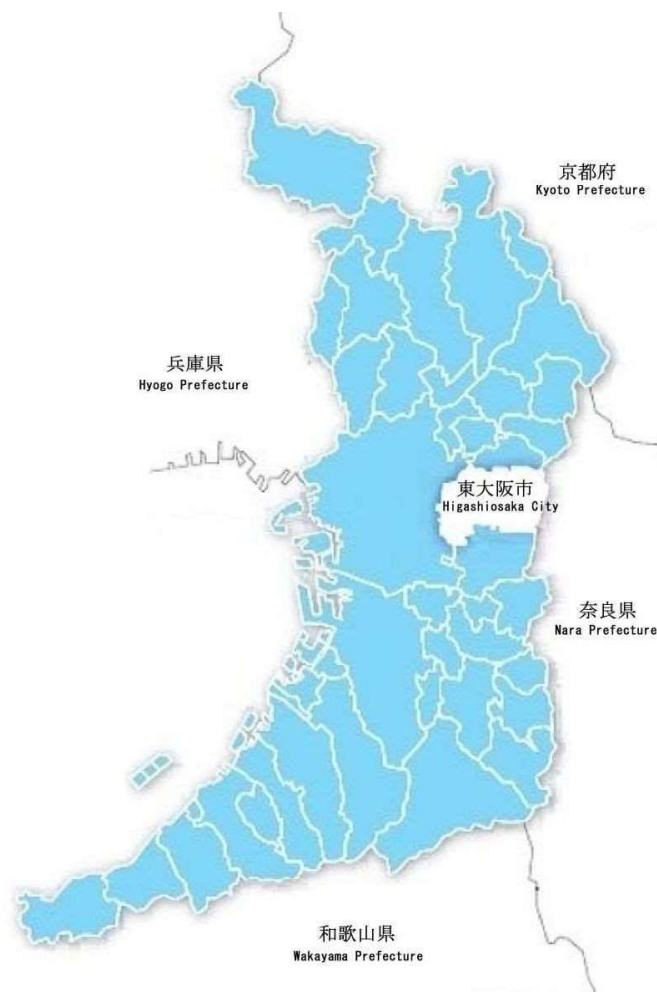 京都府
Kyoto Prefecture
兵庫県
Hyogo Prefecture
東大阪市
Higashiosaka City
奈良県
Nara Prefecture
和歌山県
Wakayama Prefecture